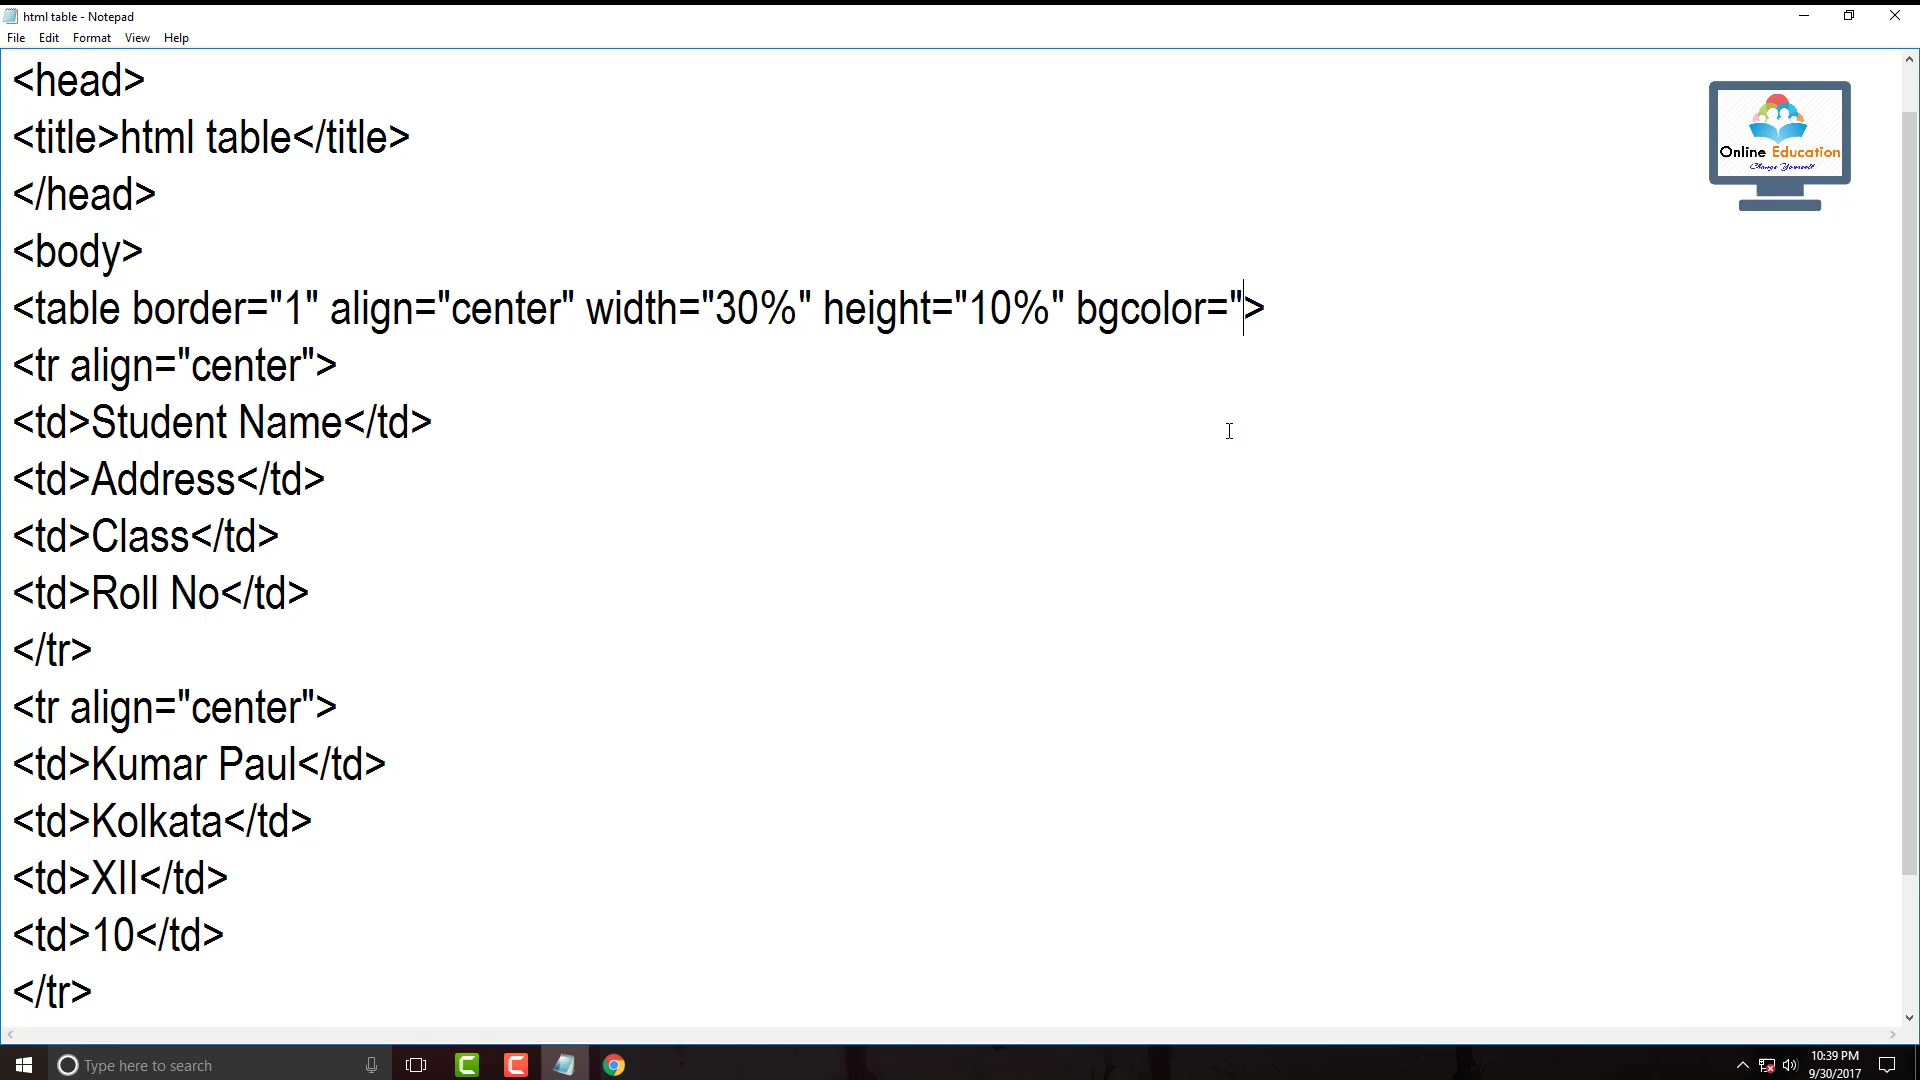 html table - Notepad
File Edit Format View Help
<head>
<title>html table</title>
</head>
<body>
<table border="1" align="center" width="30%" height="10%" bgcolor=">
<tr align="center">
<td>Student Name</td>
<td>Address</td>
<td>Class</td>
<td>Roll No</td>
</tr>
<tr align="center">
<td>Kumar Paul</td>
<td>Kolkata</td>
<td>XII</td>
<td>10</td>
</tr>
Online Education
Change Yourself
Type here to search
10:39 PM
9/30/2017